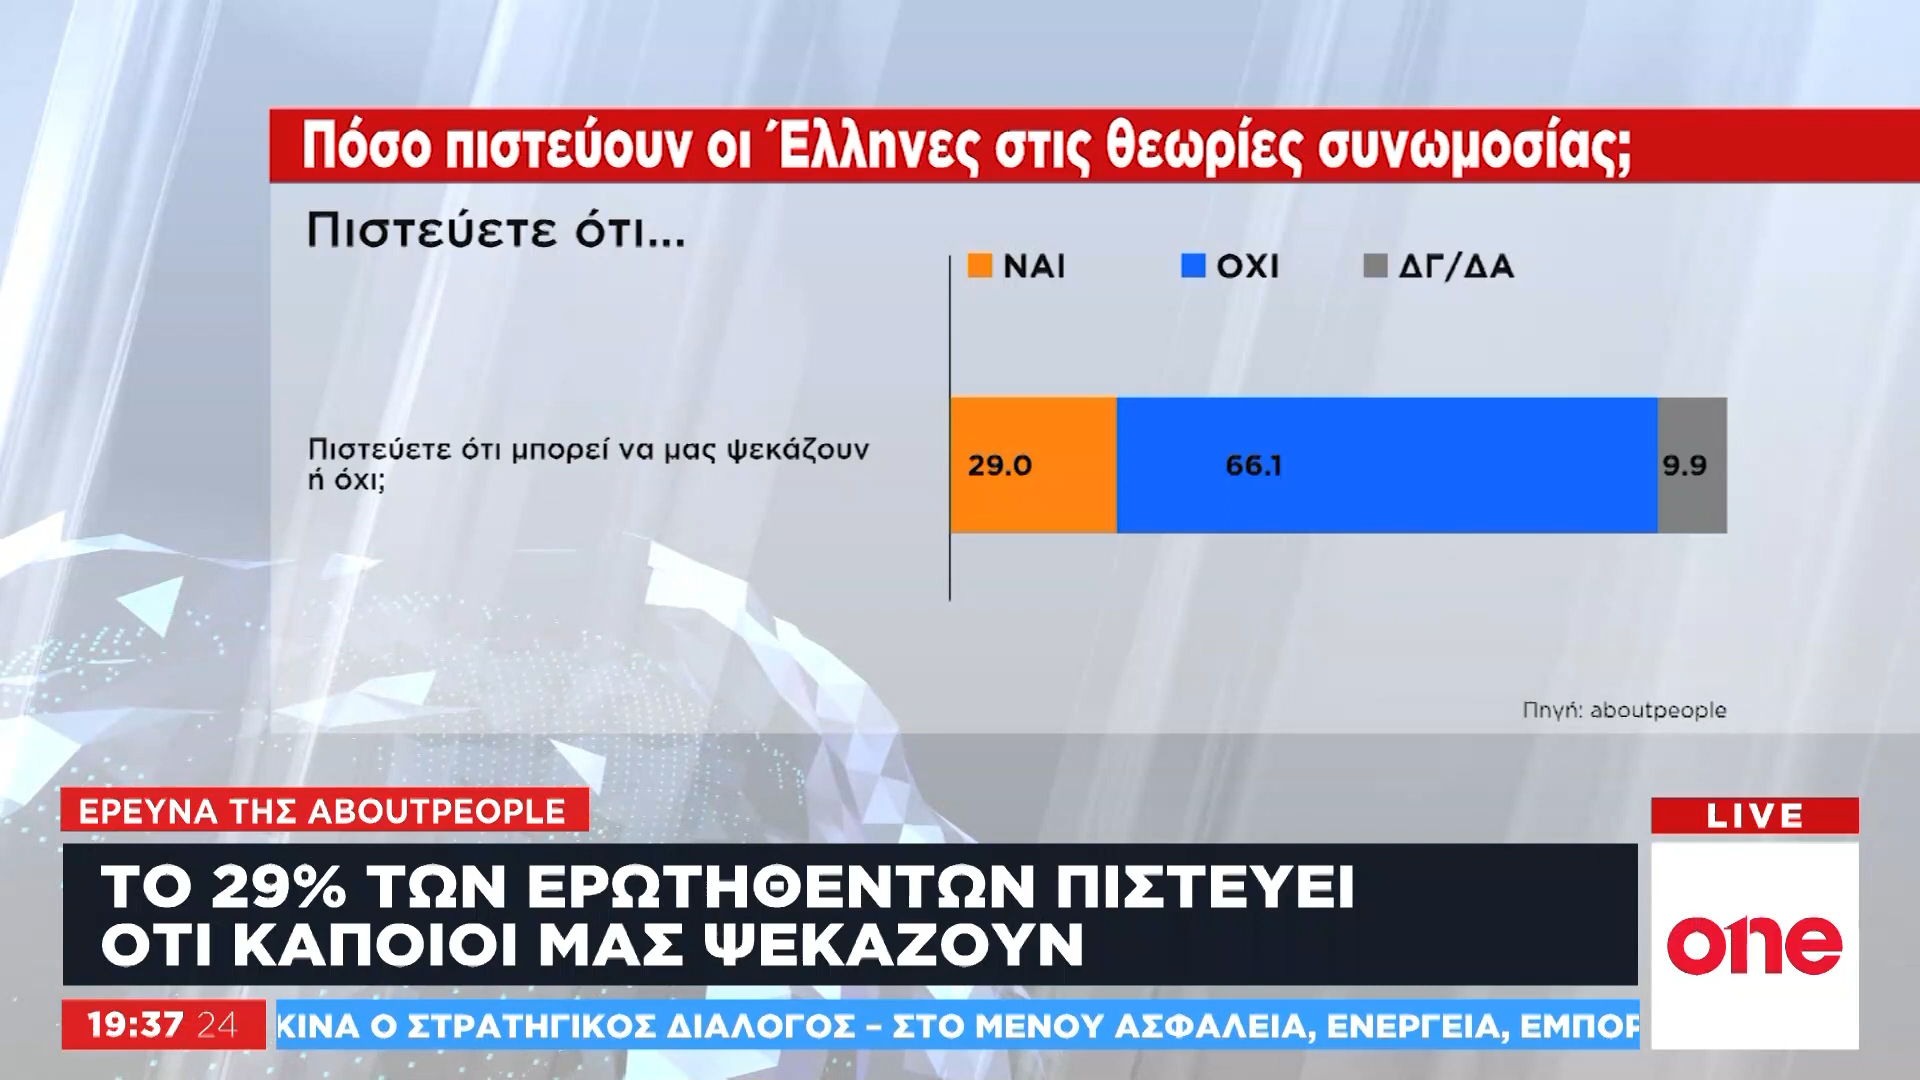 Πόσο πιστεύουν οι Έλληνες στις θεωρίες συνωμοσίας;
Πιστεύετε ότι...
ΝΑΙ ΟΧΙ ΔΓ/ΔΑ
Πιστεύετε ότι μπορεί να μας ψεκάζουν
ή όχι;
29.0 66.1 9.9
Πηγή: aboutpeople
ΕΡΕΥΝΑ ΤΗΣ ABOUTPEOPLE
LIVE
ΤΟ 29% ΤΩΝ ΕΡΩΤΗΘΕΝΤΩΝ ΠΙΣΤΕΥΕΙ
ΟΤΙ ΚΑΠΟΙΟΙ ΜΑΣ ΨΕΚΑΖΟΥΝ
one
19:37 24 ΚΙΝΑ Ο ΣΤΡΑΤΗΓΙΚΟΣ ΔΙΑΛΟΓΟΣ – ΣΤΟ ΜΕΝΟΥ ΑΣΦΑΛΕΙΑ, ΕΝΕΡΓΕΙΑ, ΕΜΠΟΡ